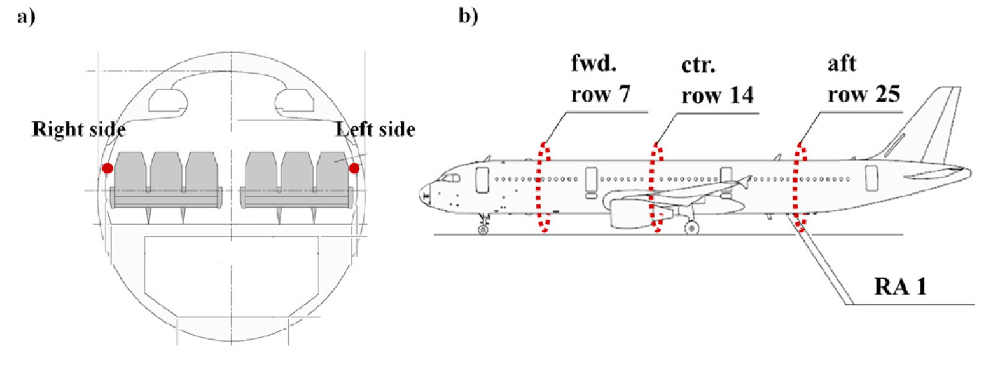 a)
Right side
Left side
b)
fwd.
row 7
ctr.
row 14
aft
row 25
RA 1